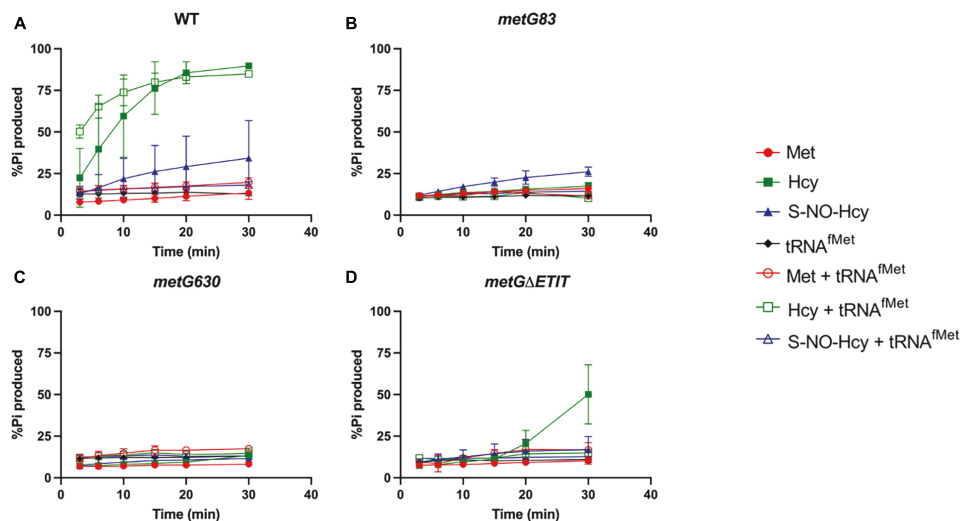 A
WT
%Pi produced
100
75
50
25
0
0 10 20 30 40
Time (min)
B
metG83
%Pi produced
100
75
50
25
0
0 10 20 30 40
Time (min)
C
metG630
%Pi produced
100
75
50
25
0
0 10 20 30 40
Time (min)
D
metGΔETIT
%Pi produced
100
75
50
25
0
0 10 20 30 40
Time (min)
Met
Hcy
S-NO-Hcy
tRNAfMet
Met + tRNAfMet
Hcy + tRNAfMet
S-NO-Hcy + tRNAfMet